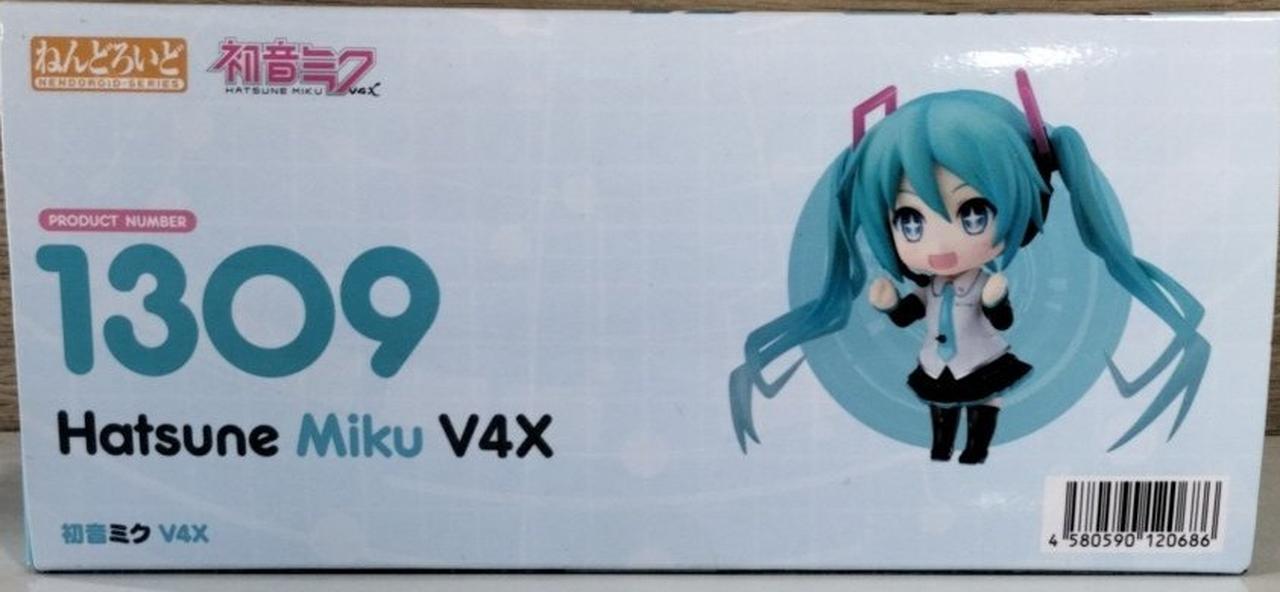 ねんどろいど
NENDOROID-SERIES
初音ミク
HATSUNE MIKU V4X
PRODUCT NUMBER
1309
Hatsune Miku V4X
初音ミク V4X
4 580590 120686